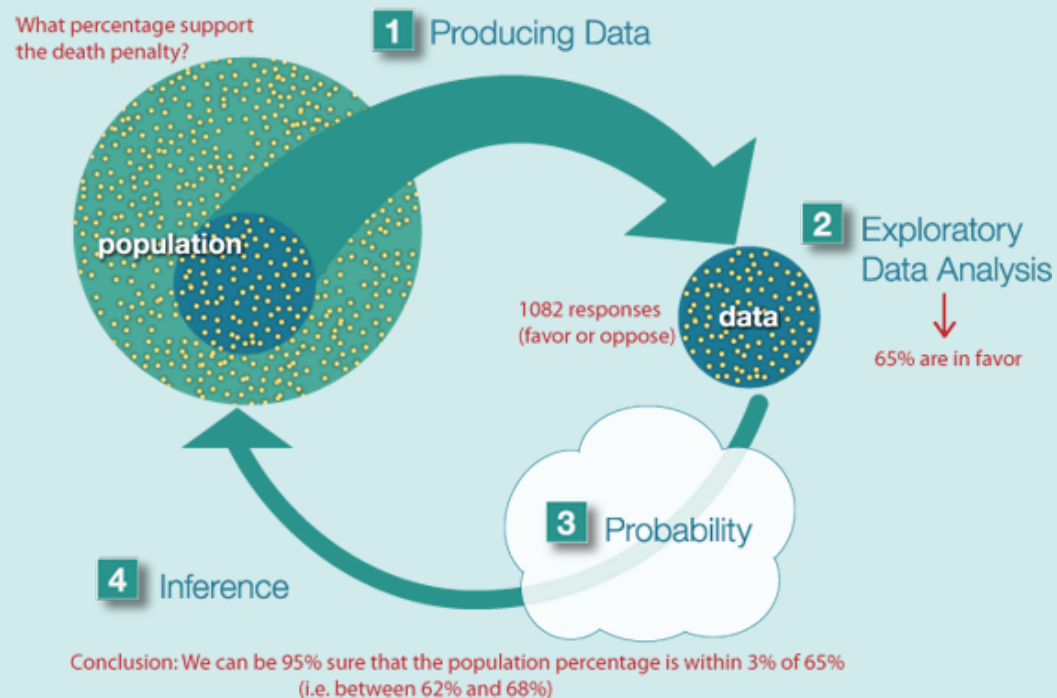 What percentage support
the death penalty?
1 Producing Data
population
2 Exploratory
Data Analysis
65% are in favor
1082 responses
(favor or oppose)
data
3 Probability
4 Inference
Conclusion: We can be 95% sure that the population percentage is within 3% of 65%
(i.e. between 62% and 68%)